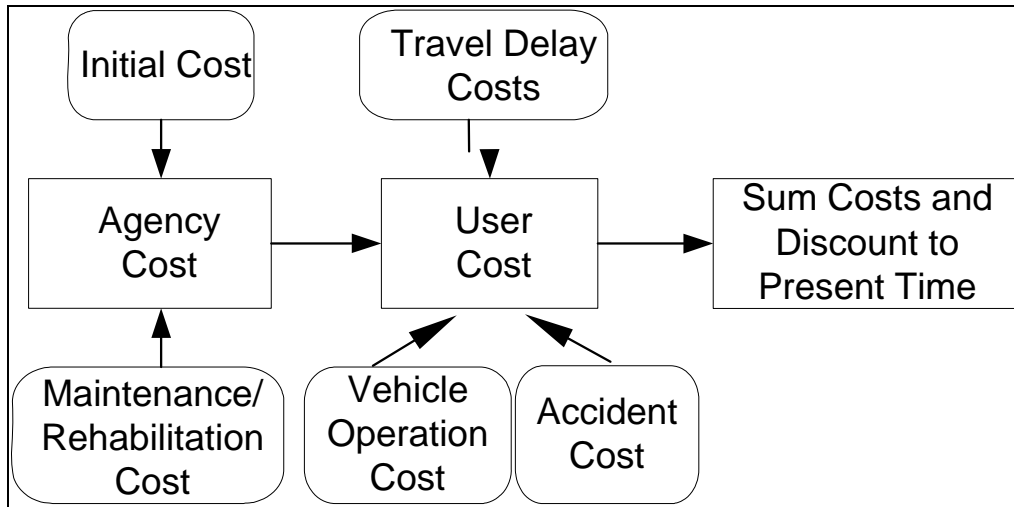 Initial Cost
Travel Delay
Costs
Agency
Cost
User
Cost
Sum Costs and
Discount to
Present Time
Maintenance/
Rehabilitation
Cost
Vehicle
Operation
Cost
Accident
Cost